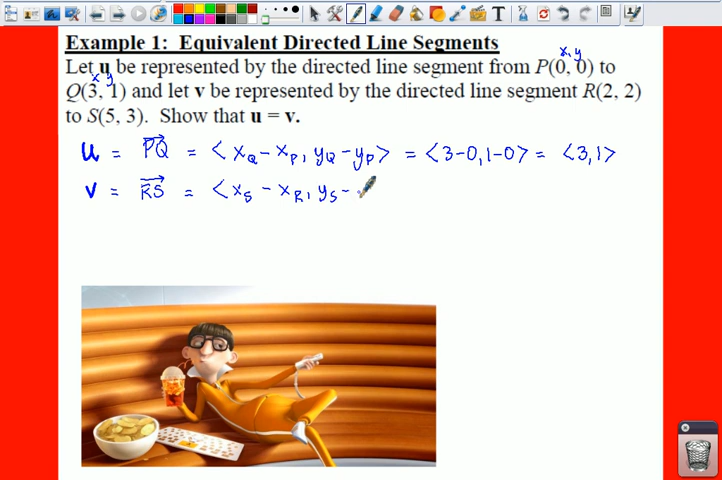 Example 1: Equivalent Directed Line Segments
x, y
Let u be represented by the directed line segment from P(0, 0) to
x y
Q(3, 1) and let v be represented by the directed line segment R(2, 2)
to S(5, 3). Show that u = v.
u = PQ = < xQ - xP, yQ - yP > = < 3-0, 1-0 > = < 3, 1 >
v = RS = < xS - xR, yS -